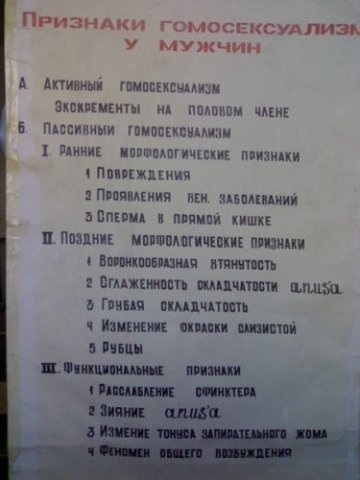 Признаки гомосексуализм
у мужчин
А. Активный гомосексуализм
Экскременты на половом члене
Б. Пассивный гомосексуализм
I. Ранние морфологические признаки
1 Повреждения
2 Проявления вен. заболеваний
3 Сперма в прямой кишке
II. Поздние морфологические признаки
1 Воронкообразная втянутость
2 Сглаженность складчатости anus'a
3 Грубая складчатость
4 Изменение окраски слизистой
5 Рубцы
III. Функциональные признаки
1 Расслабление сфинктера
2 Зияние anus'a
3 Измение тонуса запирательного жома
4 Феномен общего возбуждения